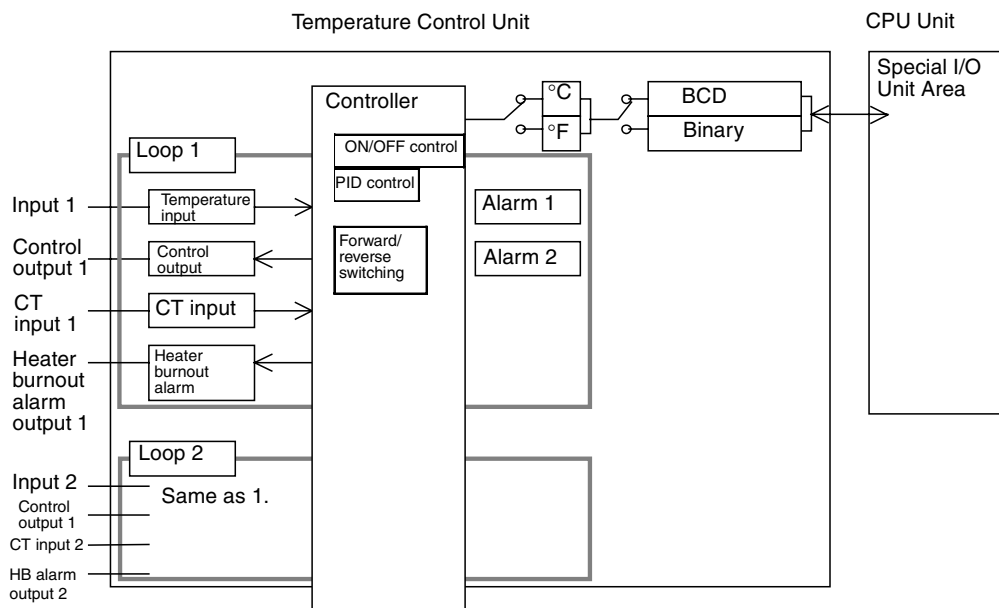 Temperature Control Unit
CPU Unit
Special I/O
Unit Area
Controller
°C
°F
BCD
Binary
ON/OFF control
PID control
Forward/
reverse
switching
Loop 1
Input 1
Temperature
input
Control
output 1
Control
output
CT
input 1
CT input
Heater
burnout
alarm
output 1
Heater
burnout
alarm
Alarm 1
Alarm 2
Loop 2
Same as 1.
Input 2
Control
output 1
CT input 2
HB alarm
output 2